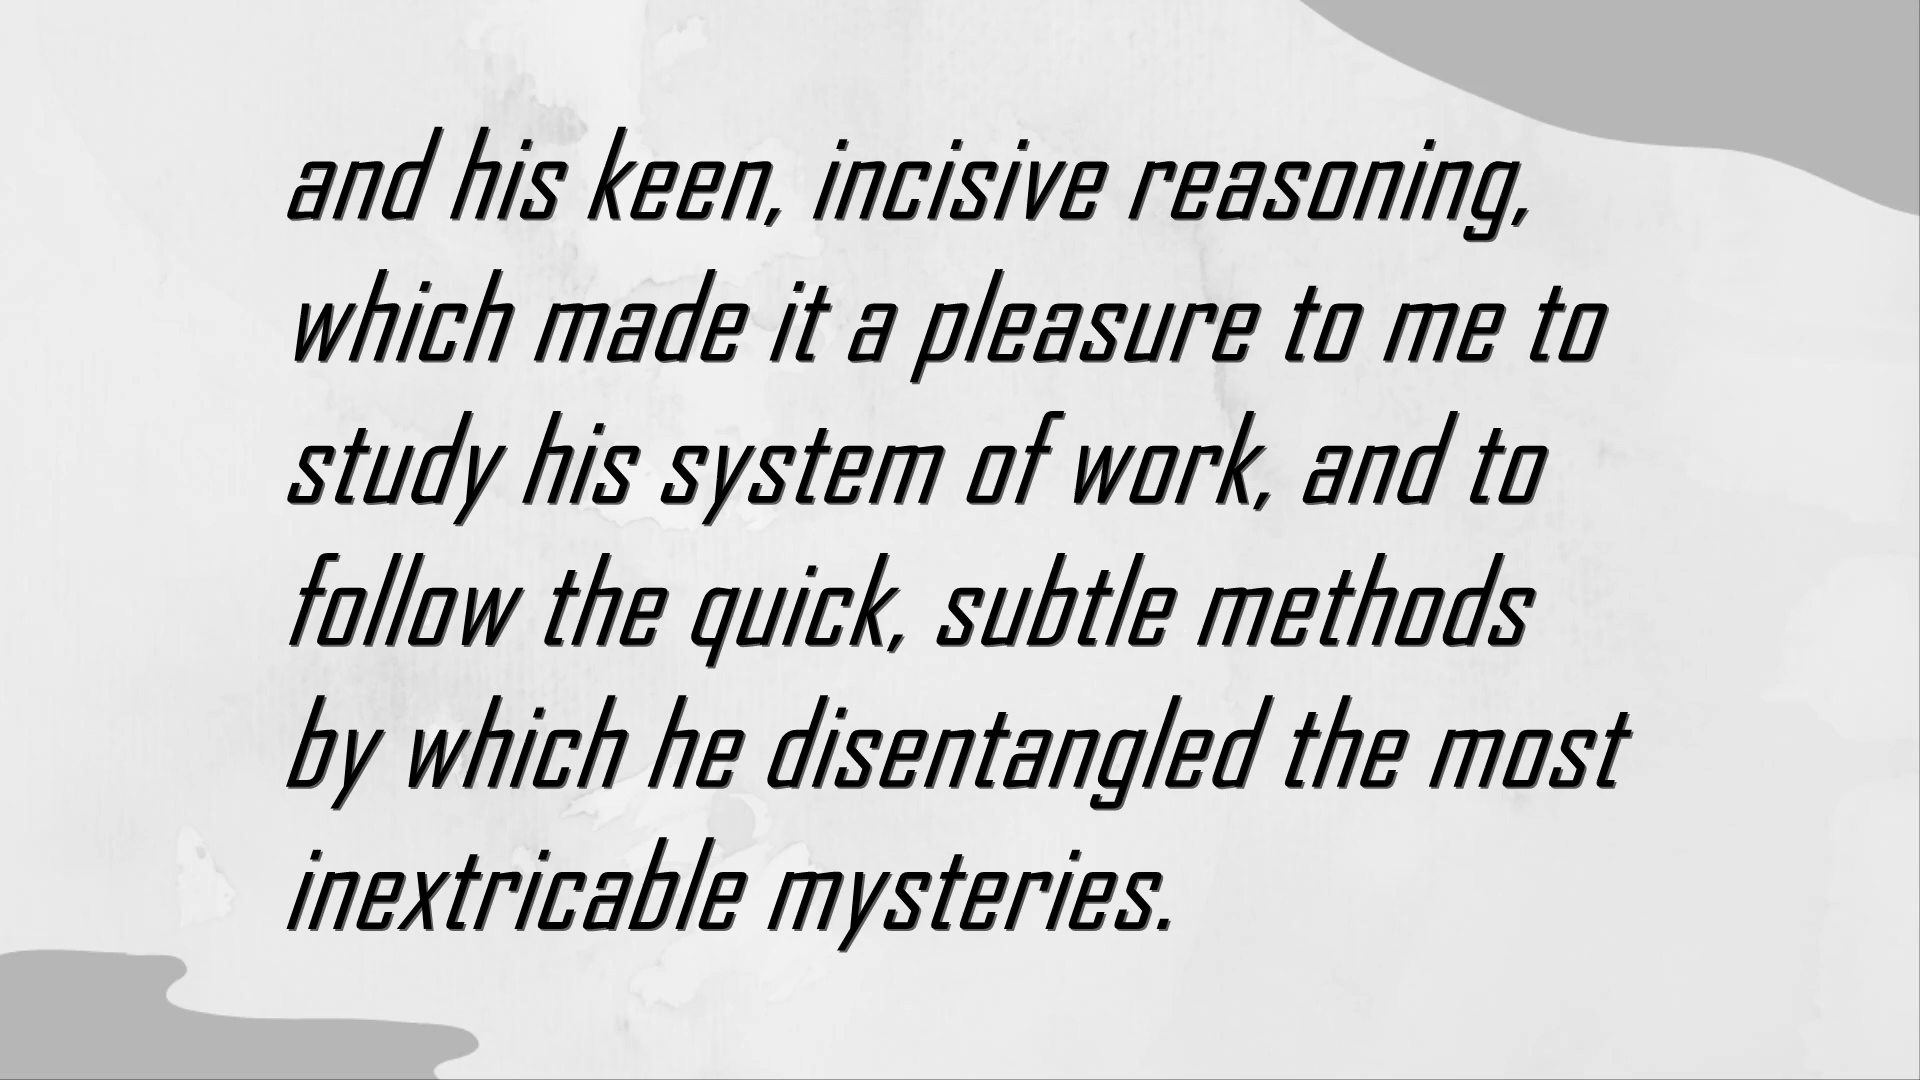 and his keen, incisive reasoning,
which made it a pleasure to me to
study his system of work, and to
follow the quick, subtle methods
by which he disentangled the most
inextricable mysteries.